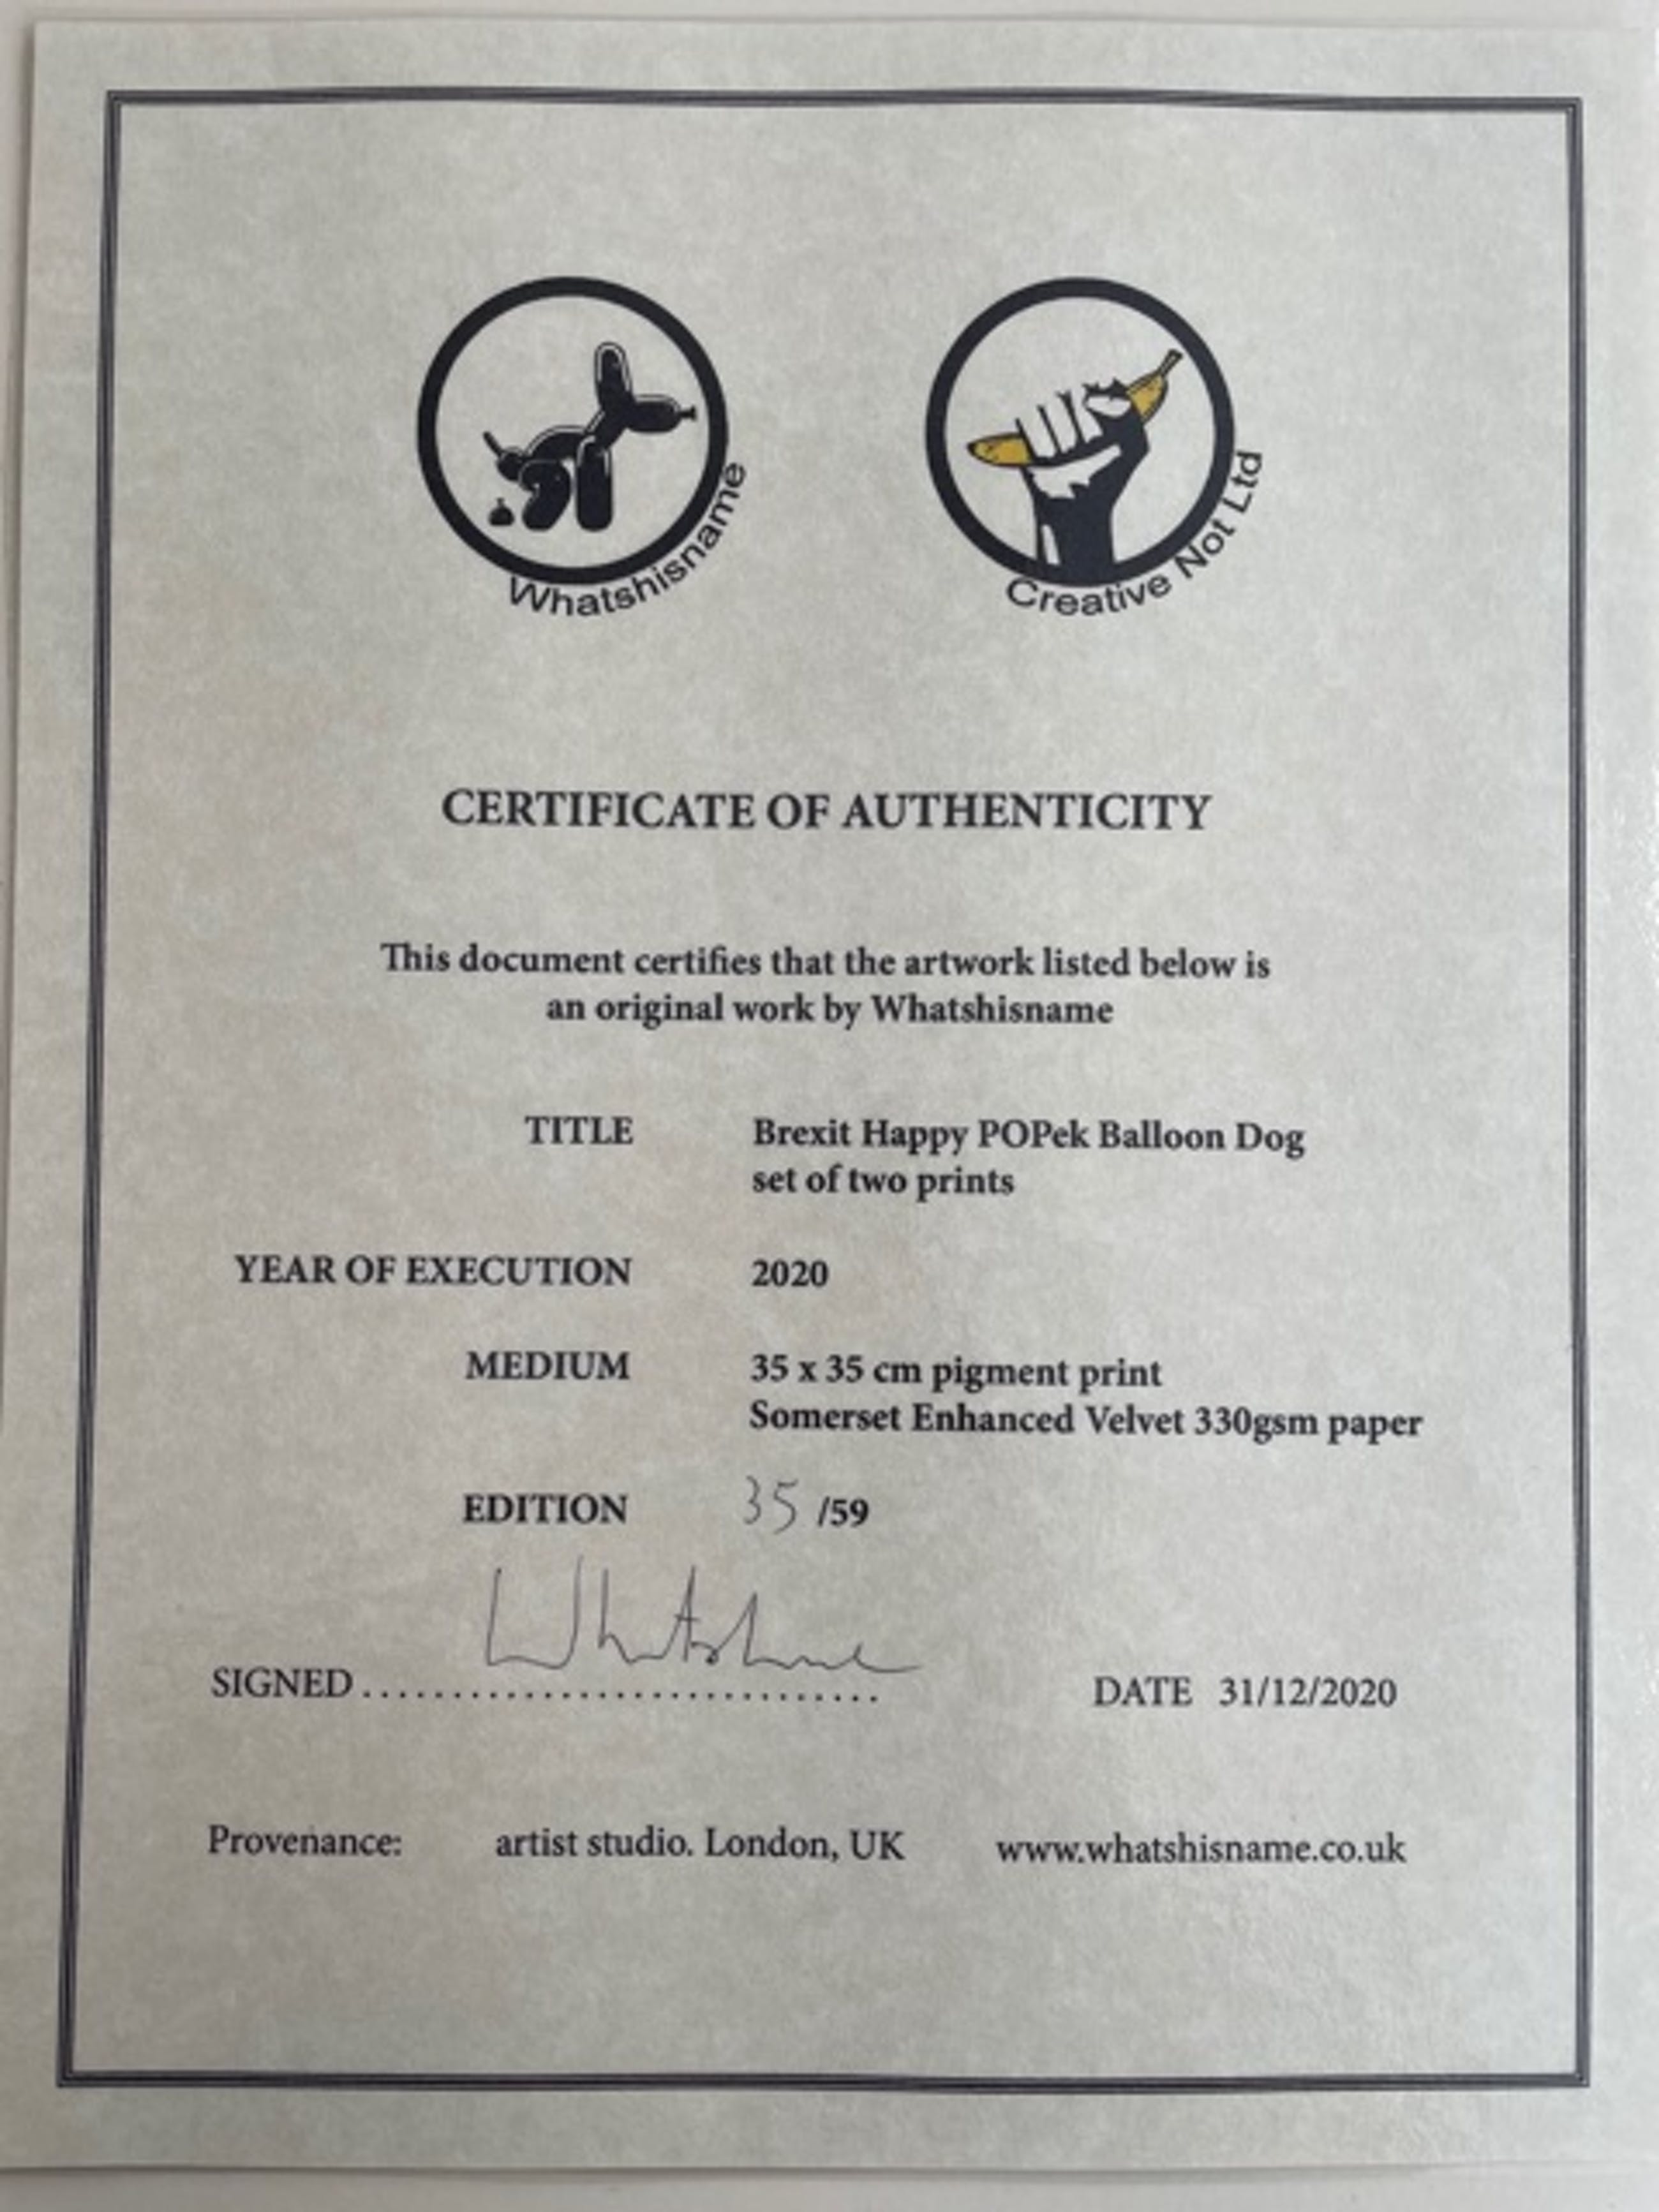 Whatshisname
Creative Not Ltd
CERTIFICATE OF AUTHENTICITY
This document certifies that the artwork listed below is
an original work by Whatshisname
TITLE Brexit Happy POPek Balloon Dog
set of two prints
YEAR OF EXECUTION 2020
MEDIUM 35 x 35 cm pigment print
Somerset Enhanced Velvet 330gsm paper
EDITION 35 /59
SIGNED.............................. DATE 31/12/2020
Provenance: artist studio. London, UK www.whatshisname.co.uk